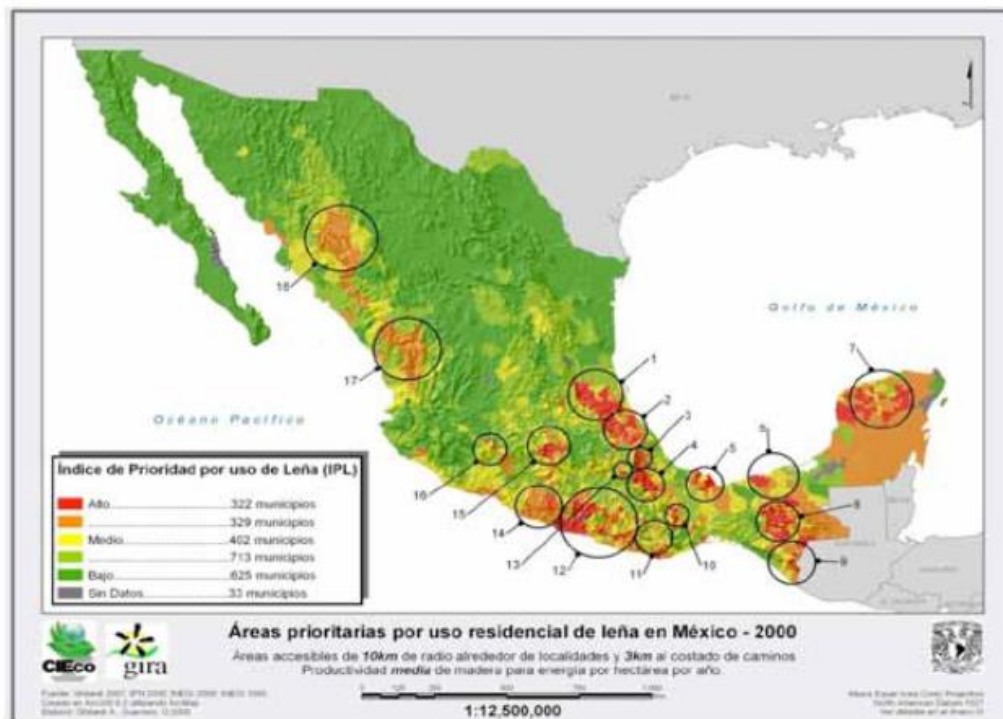 Golfo de México
Océano Pacífico
1
2
3
4
5
6
7
8
9
10
11
12
13
14
15
16
17
18
Índice de Prioridad por uso de Leña (IPL)
Alto 322 municipios
329 municipios
Medio 402 municipios
713 municipios
Bajo 625 municipios
Sin Datos 33 municipios
CIEco
gira
Áreas prioritarias por uso residencial de leña en México - 2000
Áreas accesibles de 10km de radio alrededor de localidades y 3km al costado de caminos
Productividad media de madera para energía por hectárea por año.
1:12,500,000